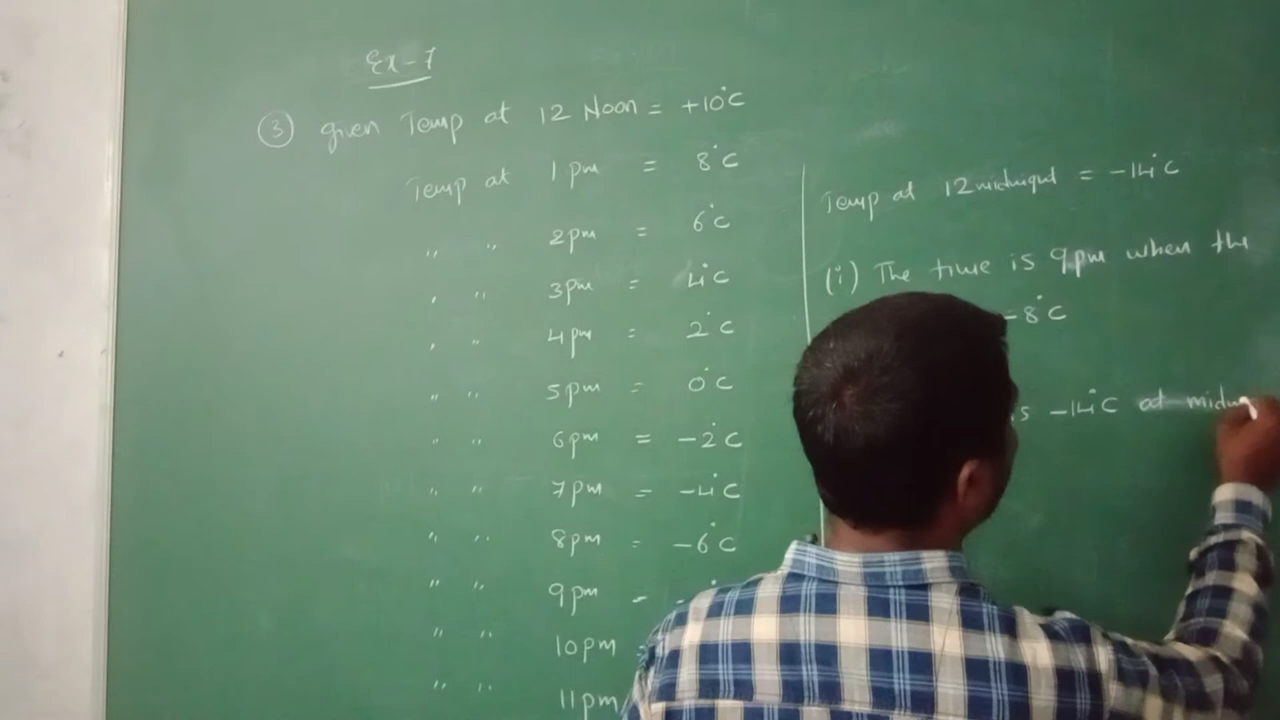 Ex-7
③ given Temp at 12 Noon = +10°C
Temp at 1pm = 8°C
" " 2pm = 6°C
" " 3pm = 4°C
" " 4pm = 2°C
" " 5pm = 0°C
" " 6pm = -2°C
" " 7pm = -4°C
" " 8pm = -6°C
" " 9pm =
" " 10pm =
" " 11pm
Temp at 12 midnight = -14°C
(i) The time is 9pm when the
-8°C
is -14°C at midn